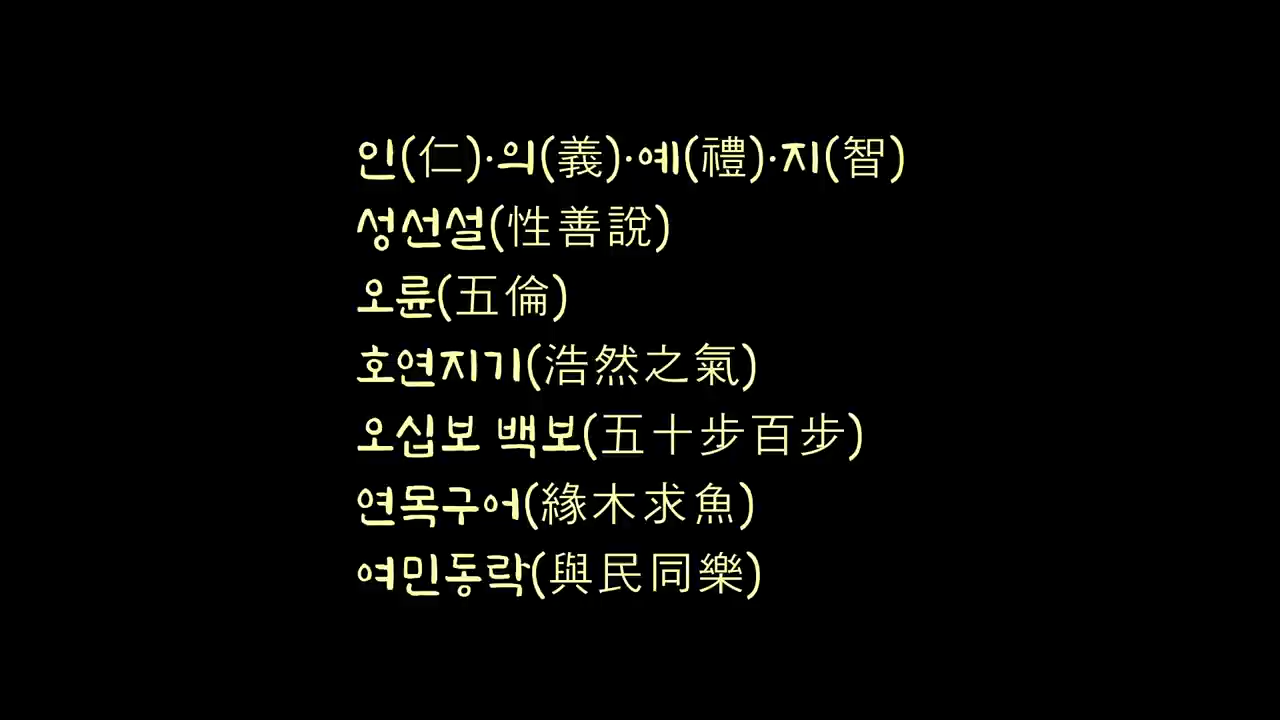 인(仁)·의(義)·예(禮)·지(智)
성선설(性善說)
오륜(五倫)
호연지기(浩然之氣)
오십보 백보(五十步百步)
연목구어(緣木求魚)
여민동락(與民同樂)